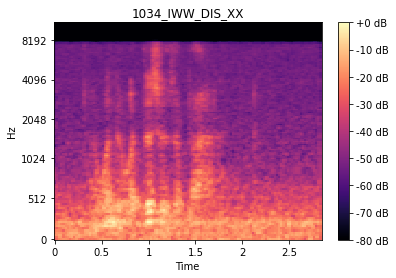 1034_IWW_DIS_XX
8192
4096
2048
1024
512
0
Hz
0
0.5
1
1.5
2
2.5
Time
+0 dB
-10 dB
-20 dB
-30 dB
-40 dB
-50 dB
-60 dB
-70 dB
-80 dB